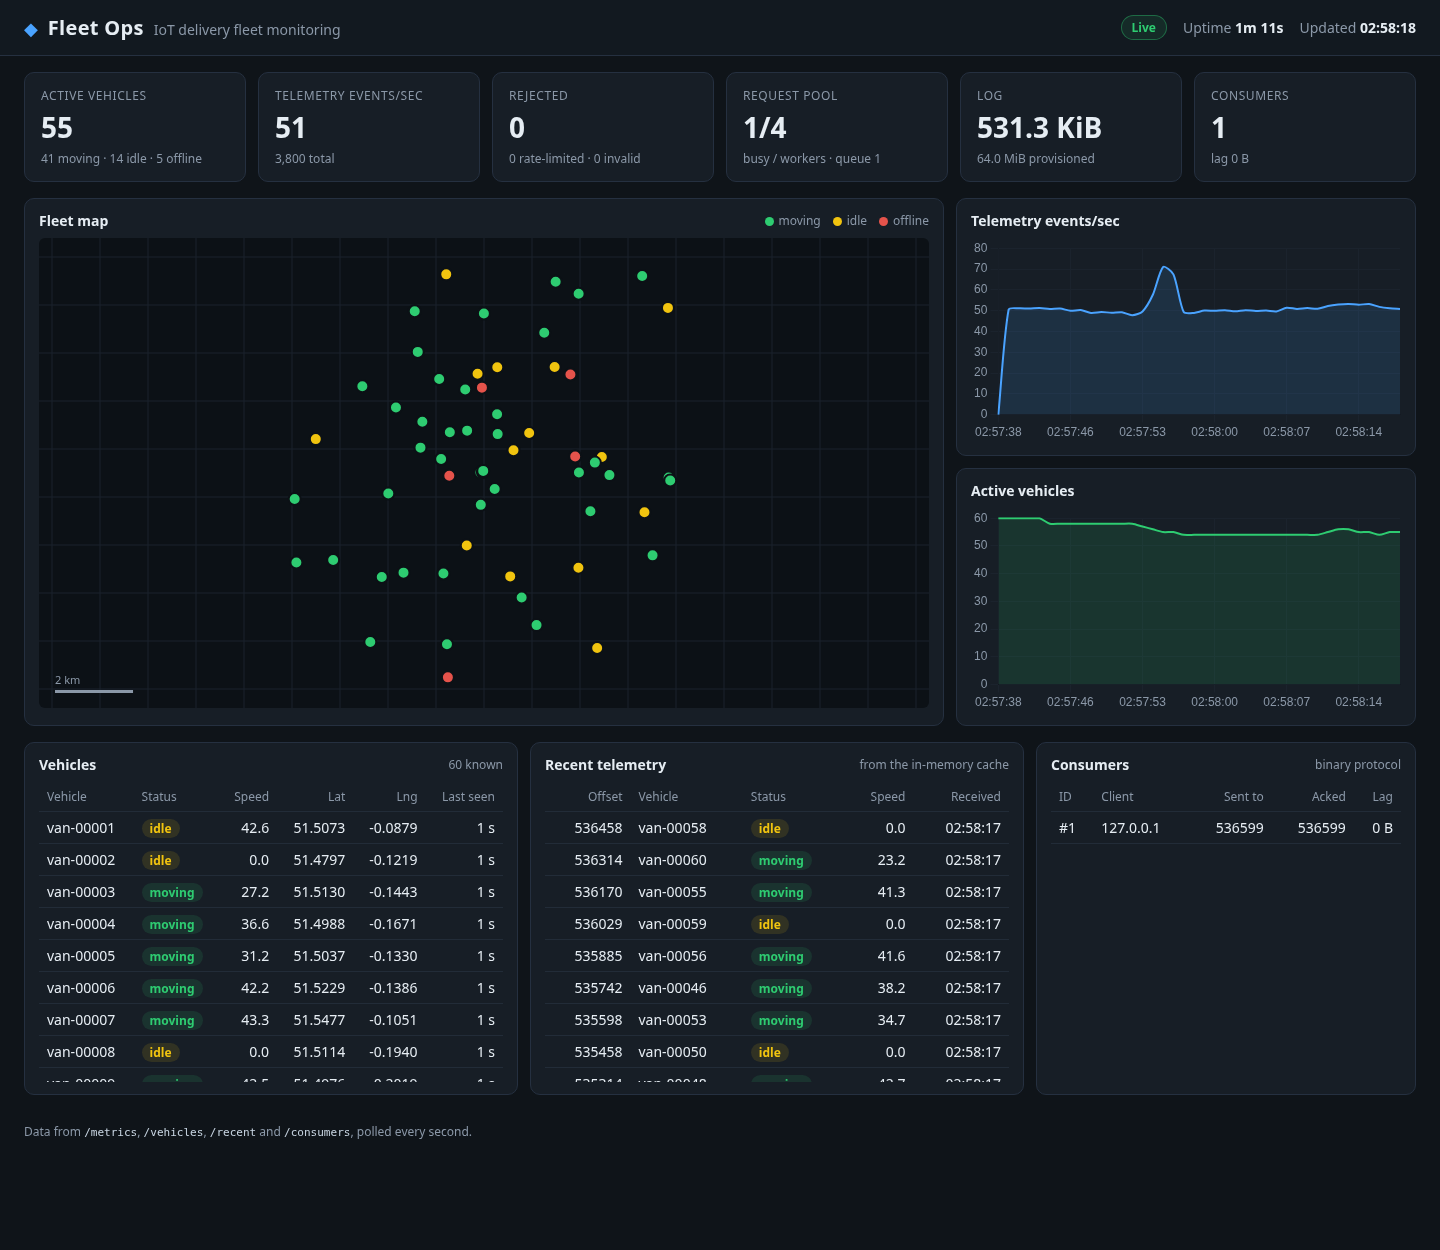 ◆ Fleet Ops IoT delivery fleet monitoring Live Uptime 1m 11s Updated 02:58:18
ACTIVE VEHICLES
55
41 moving · 14 idle · 5 offline
TELEMETRY EVENTS/SEC
51
3,800 total
REJECTED
0
0 rate-limited · 0 invalid
REQUEST POOL
1/4
busy / workers · queue 1
LOG
531.3 KiB
64.0 MiB provisioned
CONSUMERS
1
lag 0 B
Fleet map moving idle offline
2 km
Telemetry events/sec
80
70
60
50
40
30
20
10
0
02:57:38 02:57:46 02:57:53 02:58:00 02:58:07 02:58:14
Active vehicles
60
50
40
30
20
10
0
02:57:38 02:57:46 02:57:53 02:58:00 02:58:07 02:58:14
Vehicles 60 known
Vehicle Status Speed Lat Lng Last seen
van-00001 idle 42.6 51.5073 -0.0879 1 s
van-00002 idle 0.0 51.4797 -0.1219 1 s
van-00003 moving 27.2 51.5130 -0.1443 1 s
van-00004 moving 36.6 51.4988 -0.1671 1 s
van-00005 moving 31.2 51.5037 -0.1330 1 s
van-00006 moving 42.2 51.5229 -0.1386 1 s
van-00007 moving 43.3 51.5477 -0.1051 1 s
van-00008 idle 0.0 51.5114 -0.1940 1 s
Recent telemetry from the in-memory cache
Offset Vehicle Status Speed Received
536458 van-00058 idle 0.0 02:58:17
536314 van-00060 moving 23.2 02:58:17
536170 van-00055 moving 41.3 02:58:17
536029 van-00059 idle 0.0 02:58:17
535885 van-00056 moving 41.6 02:58:17
535742 van-00046 moving 38.2 02:58:17
535598 van-00053 moving 34.7 02:58:17
535458 van-00050 idle 0.0 02:58:17
Consumers binary protocol
ID Client Sent to Acked Lag
#1 127.0.0.1 536599 536599 0 B
Data from /metrics, /vehicles, /recent and /consumers, polled every second.